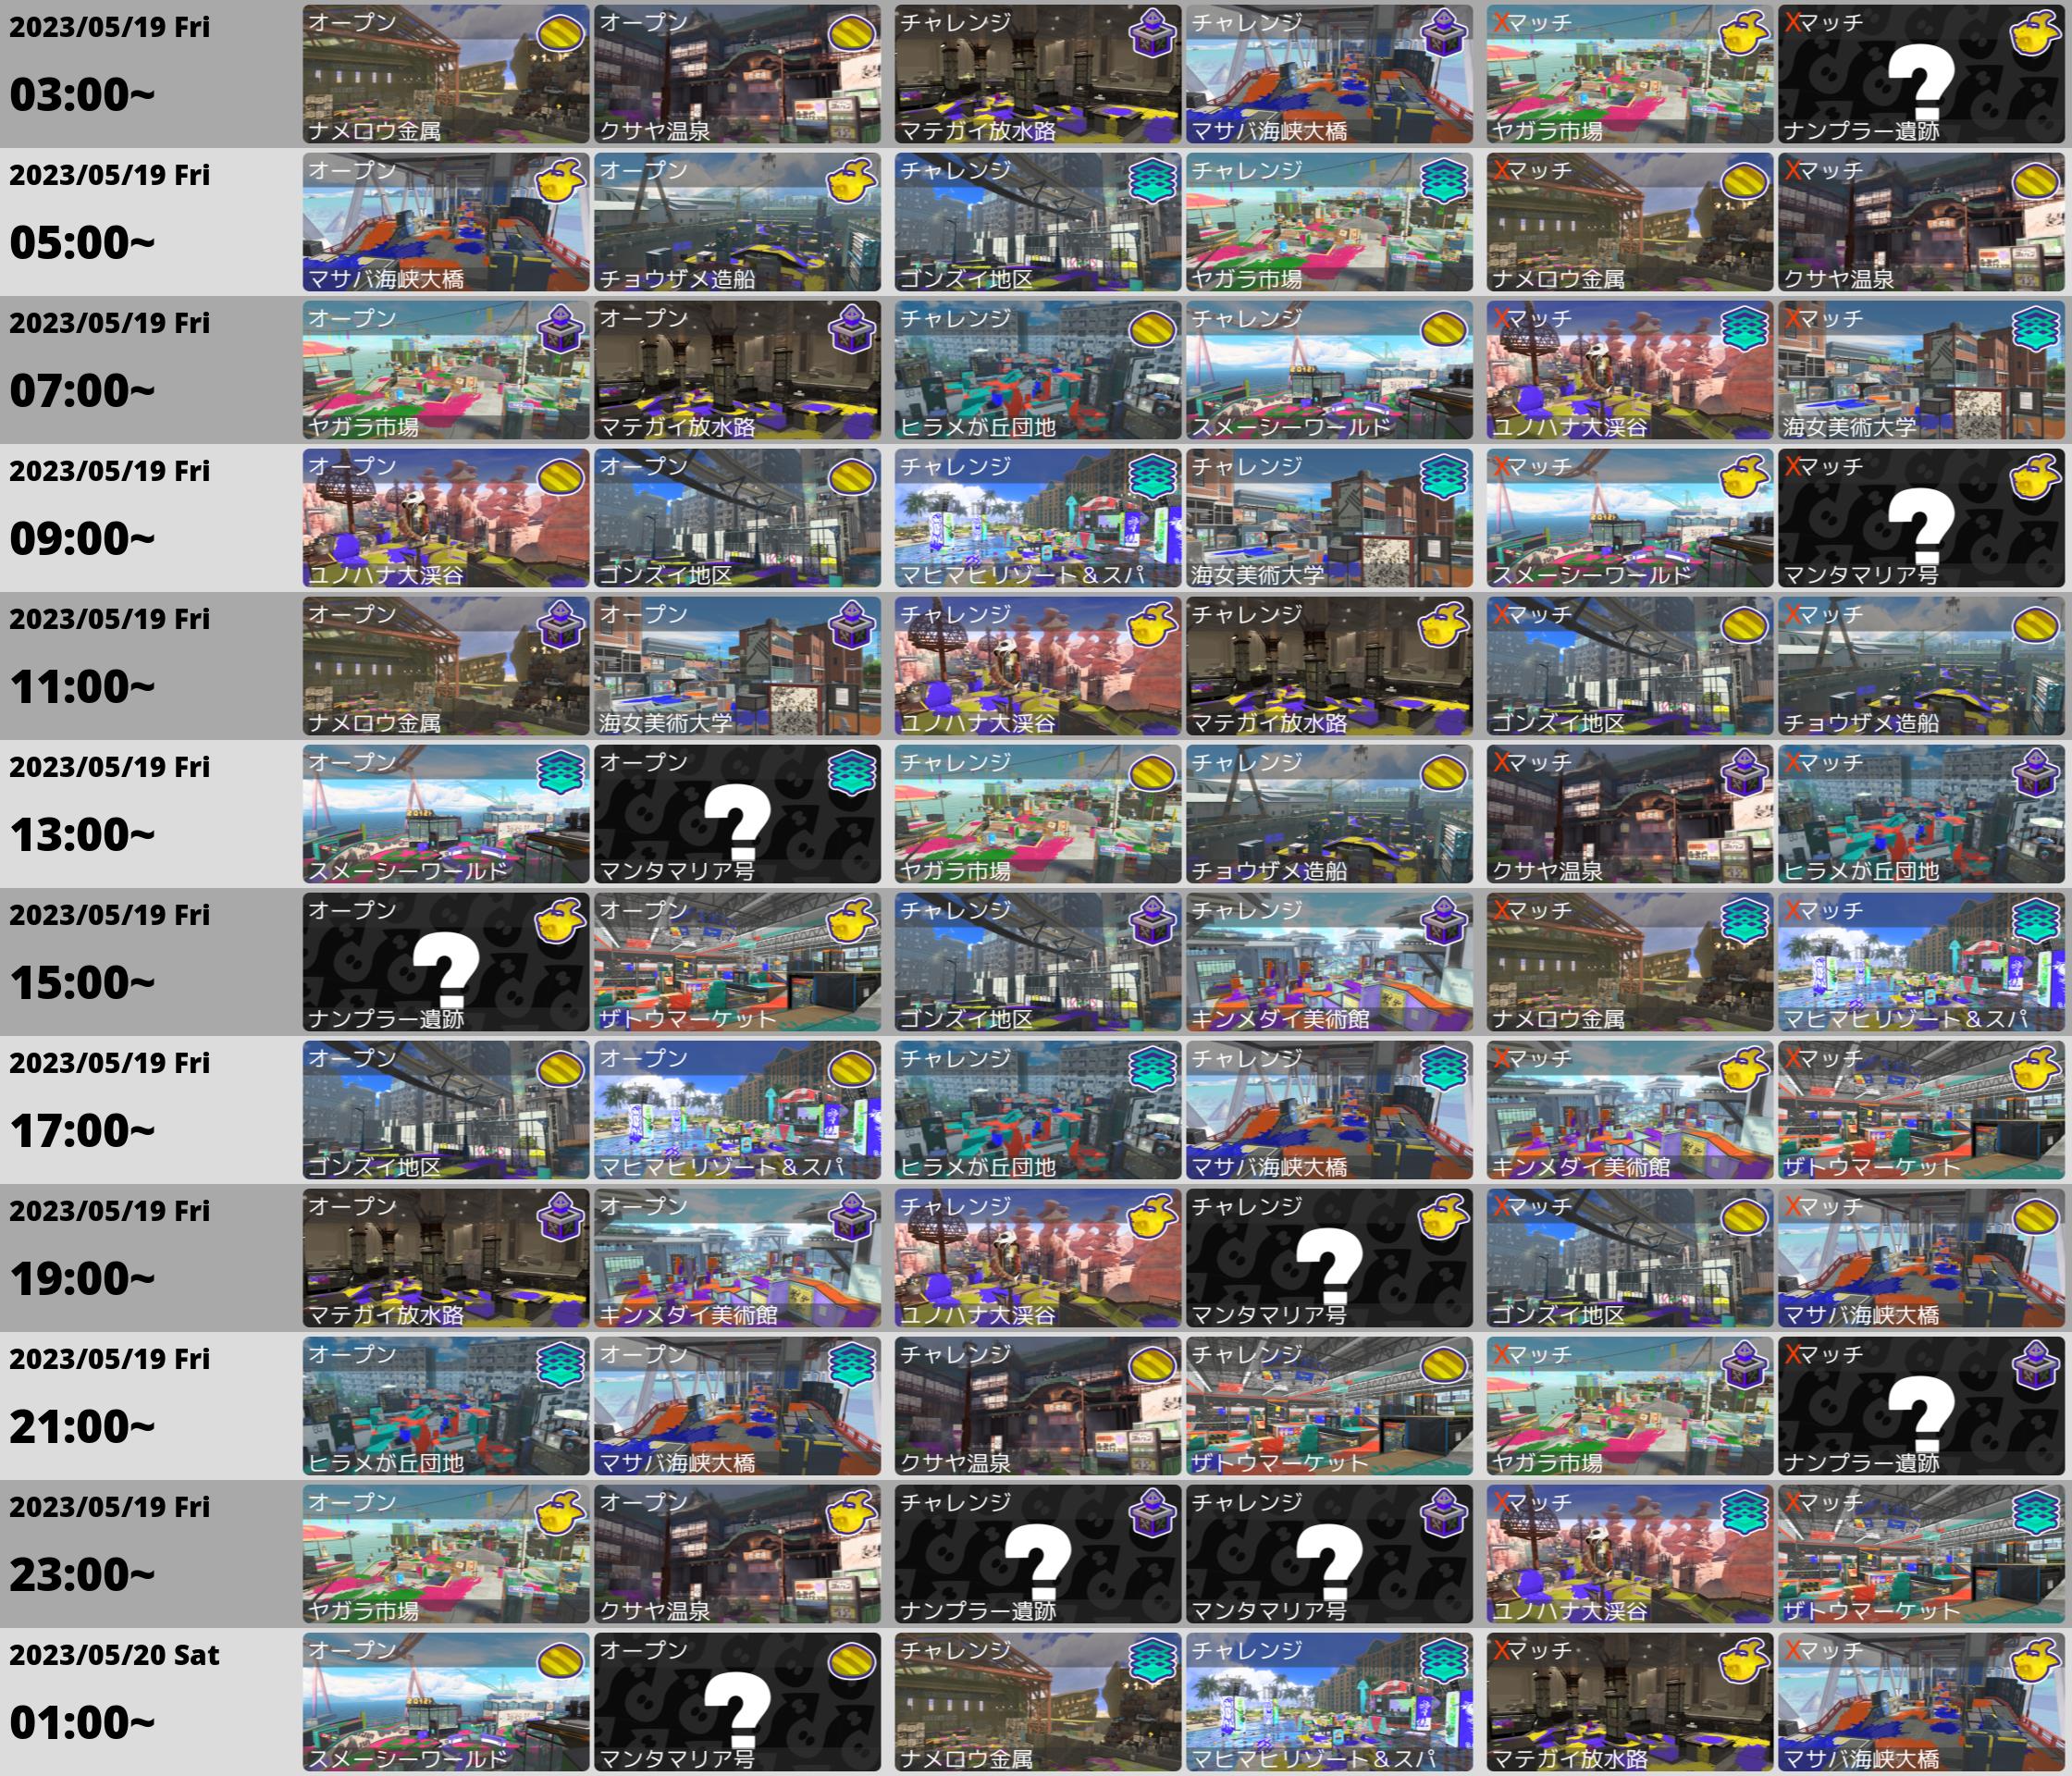 2023/05/19 Fri
03:00~
オープン
オープン
チャレンジ
チャレンジ
Xマッチ
Xマッチ
ナメロウ金属
クサヤ温泉
マテガイ放水路
マサバ海峡大橋
ヤガラ市場
ナンプラー遺跡
2023/05/19 Fri
05:00~
オープン
オープン
チャレンジ
チャレンジ
Xマッチ
Xマッチ
マサバ海峡大橋
チョウザメ造船
ゴンズイ地区
ヤガラ市場
ナメロウ金属
クサヤ温泉
2023/05/19 Fri
07:00~
オープン
オープン
チャレンジ
チャレンジ
Xマッチ
Xマッチ
ヤガラ市場
マテガイ放水路
ヒラメが丘団地
スメーシーワールド
ユノハナ大渓谷
海女美術大学
2023/05/19 Fri
09:00~
オープン
オープン
チャレンジ
チャレンジ
Xマッチ
Xマッチ
ユノハナ大渓谷
ゴンズイ地区
マヒマヒリゾート&スパ
海女美術大学
スメーシーワールド
マンタマリア号
2023/05/19 Fri
11:00~
オープン
オープン
チャレンジ
チャレンジ
Xマッチ
Xマッチ
ナメロウ金属
海女美術大学
ユノハナ大渓谷
マテガイ放水路
ゴンズイ地区
チョウザメ造船
2023/05/19 Fri
13:00~
オープン
オープン
チャレンジ
チャレンジ
Xマッチ
Xマッチ
スメーシーワールド
マンタマリア号
ヤガラ市場
チョウザメ造船
クサヤ温泉
ヒラメが丘団地
2023/05/19 Fri
15:00~
オープン
オープン
チャレンジ
チャレンジ
Xマッチ
Xマッチ
ナンプラー遺跡
ザトウマーケット
ゴンズイ地区
キンメダイ美術館
ナメロウ金属
マヒマヒリゾート&スパ
2023/05/19 Fri
17:00~
オープン
オープン
チャレンジ
チャレンジ
Xマッチ
Xマッチ
ゴンズイ地区
マヒマヒリゾート&スパ
ヒラメが丘団地
マサバ海峡大橋
キンメダイ美術館
ザトウマーケット
2023/05/19 Fri
19:00~
オープン
オープン
チャレンジ
チャレンジ
Xマッチ
Xマッチ
マテガイ放水路
キンメダイ美術館
ユノハナ大渓谷
マンタマリア号
ゴンズイ地区
マサバ海峡大橋
2023/05/19 Fri
21:00~
オープン
オープン
チャレンジ
チャレンジ
Xマッチ
Xマッチ
ヒラメが丘団地
マサバ海峡大橋
クサヤ温泉
ザトウマーケット
ヤガラ市場
ナンプラー遺跡
2023/05/19 Fri
23:00~
オープン
オープン
チャレンジ
チャレンジ
Xマッチ
Xマッチ
ヤガラ市場
クサヤ温泉
ナンプラー遺跡
マンタマリア号
ユノハナ大渓谷
ザトウマーケット
2023/05/20 Sat
01:00~
オープン
オープン
チャレンジ
チャレンジ
Xマッチ
Xマッチ
スメーシーワールド
マンタマリア号
ナメロウ金属
マヒマヒリゾート&スパ
マテガイ放水路
マサバ海峡大橋